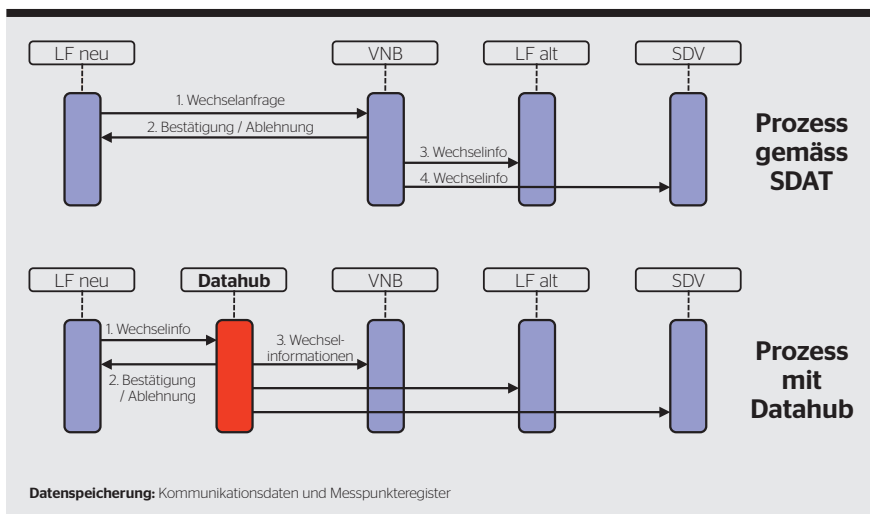 LF neu
VNB
LF alt
SDV
1. Wechselanfrage
2. Bestätigung / Ablehnung
3. Wechselinfo
4. Wechselinfo
Prozess
gemäss
SDAT
LF neu
Datahub
VNB
LF alt
SDV
1. Wechselinfo
3. Wechsel-
informationen
2. Bestätigung
/ Ablehnung
Prozess
mit
Datahub
Datenspeicherung: Kommunikationsdaten und Messpunkteregister